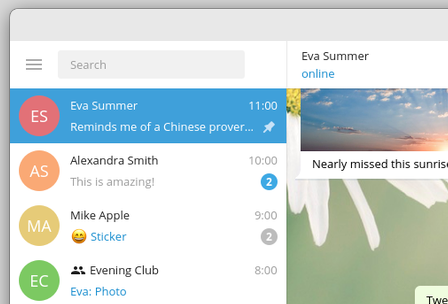 Search
Eva Summer
online
ES
Eva Summer
11:00
Reminds me of a Chinese prover...
Nearly missed this sunris
AS
Alexandra Smith
10:00
This is amazing!
2
MA
Mike Apple
9:00
😄 Sticker
2
EC
Evening Club
8:00
Eva: Photo
Twe